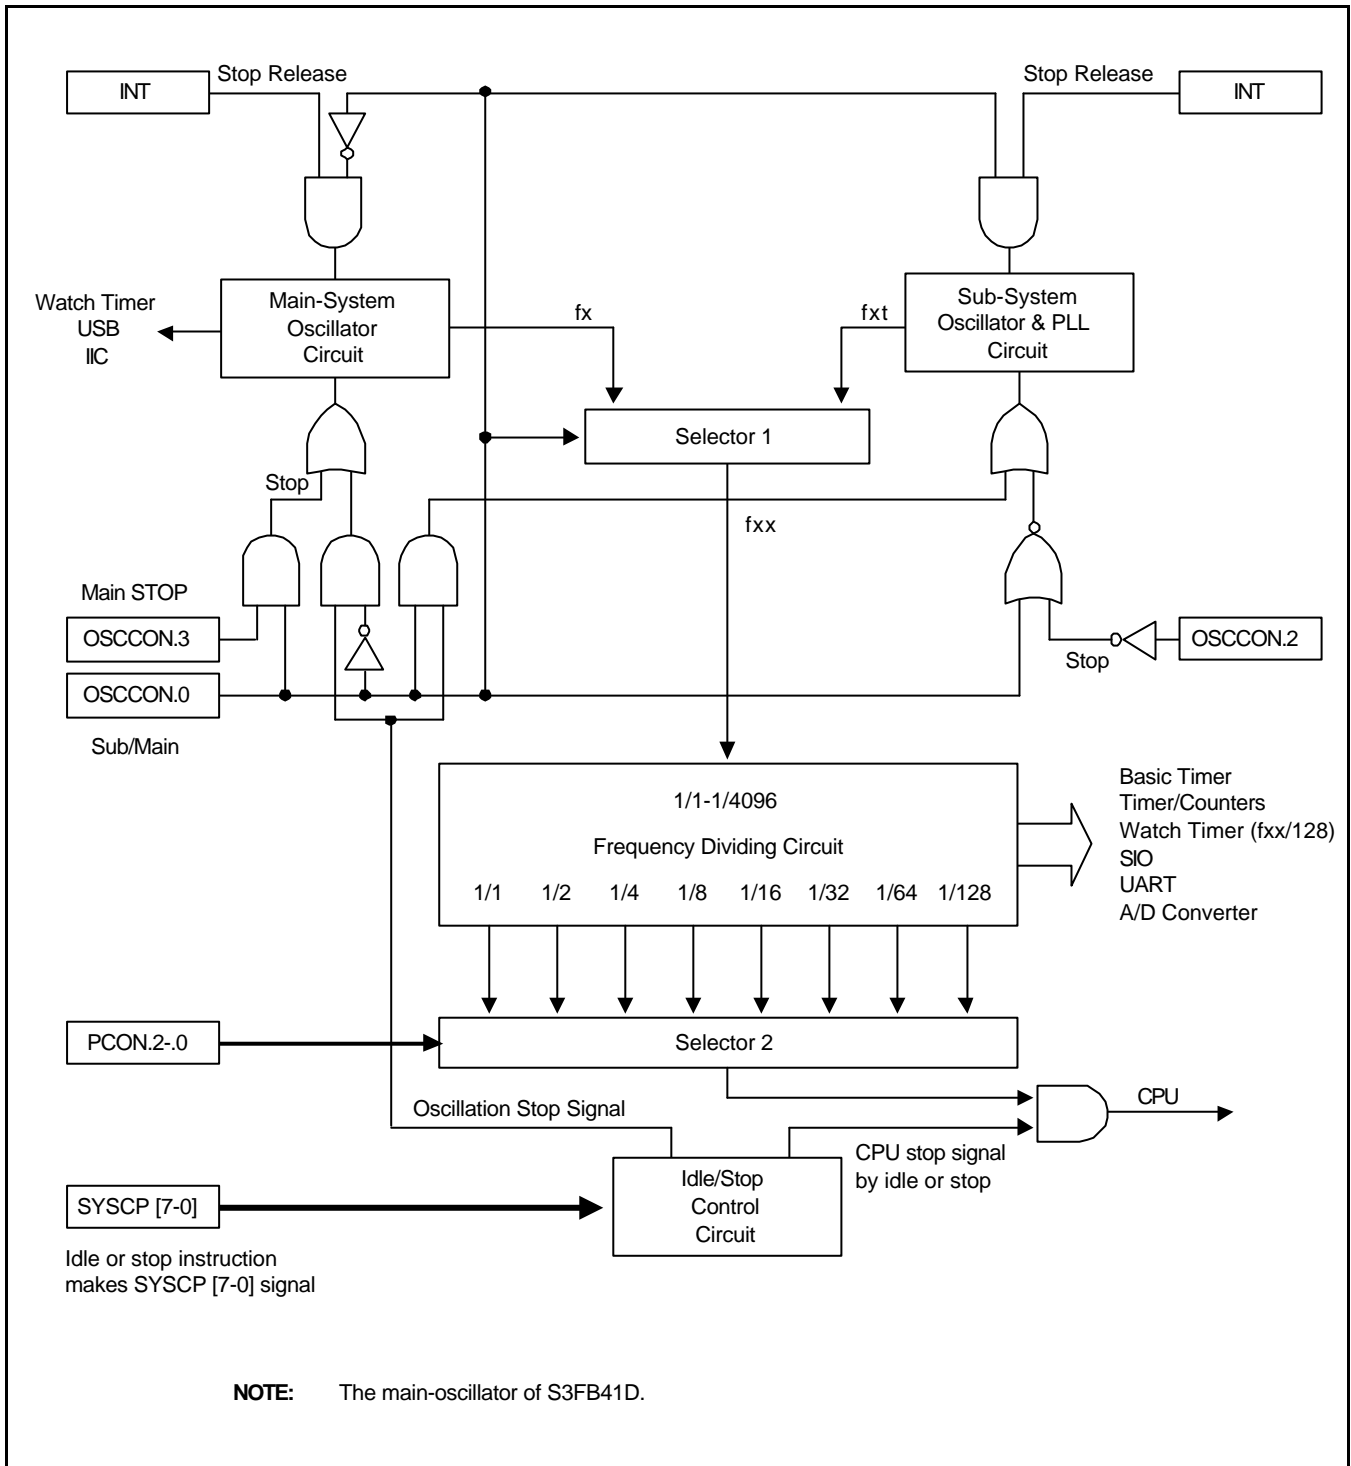 INT
Stop Release
Stop Release
INT
Main-System
Oscillator
Circuit
Watch Timer
USB
IIC
fx
fxt
Sub-System
Oscillator & PLL
Circuit
Selector 1
Stop
fxx
Main STOP
OSCCON.3
OSCCON.2
Stop
OSCCON.0
Sub/Main
1/1-1/4096
Frequency Dividing Circuit
1/1 1/2 1/4 1/8 1/16 1/32 1/64 1/128
Basic Timer
Timer/Counters
Watch Timer (fxx/128)
SIO
UART
A/D Converter
PCON.2-.0
Selector 2
CPU
Oscillation Stop Signal
CPU stop signal
by idle or stop
Idle/Stop
Control
Circuit
SYSCP [7-0]
Idle or stop instruction
makes SYSCP [7-0] signal
NOTE: The main-oscillator of S3FB41D.